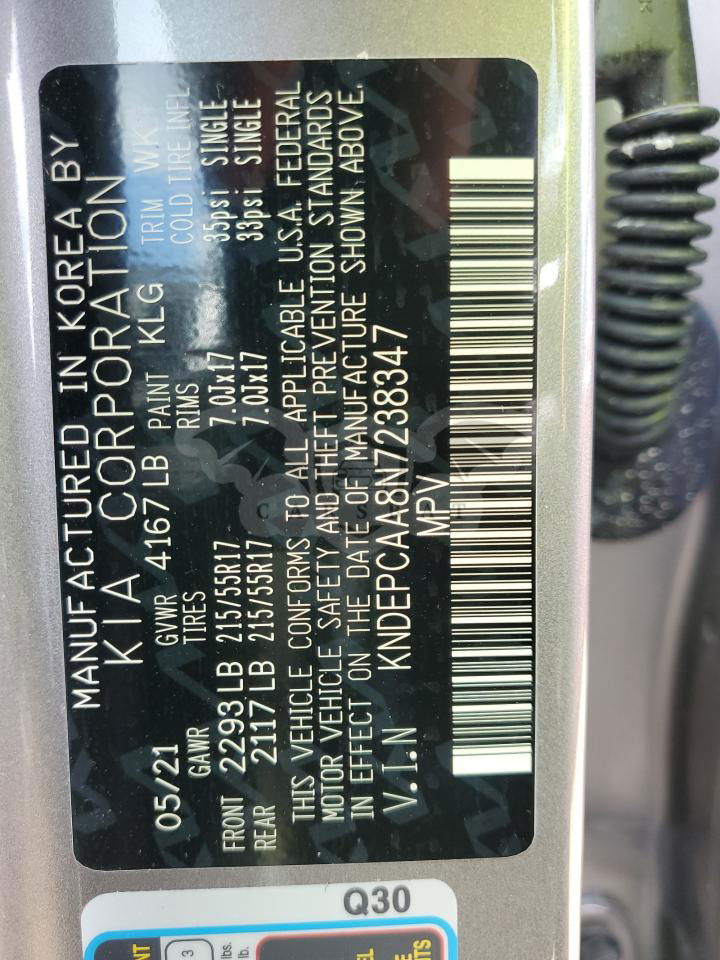 MANUFACTURED IN KOREA BY
KIA CORPORATION
05/21 GVWR 4167 LB PAINT KLG TRIM WK
GAWR TIRES RIMS COLD TIRE INFL
FRONT 2293 LB 215/55R17 7.0Jx17 35psi SINGLE
REAR 2117 LB 215/55R17 7.0Jx17 33psi SINGLE
THIS VEHICLE CONFORMS TO ALL APPLICABLE U.S.A. FEDERAL
MOTOR VEHICLE SAFETY AND THEFT PREVENTION STANDARDS
IN EFFECT ON THE DATE OF MANUFACTURE SHOWN ABOVE.
V.I.N KNDEPCAA8N7238347
MPV
Q30
3
lbs.
lb.